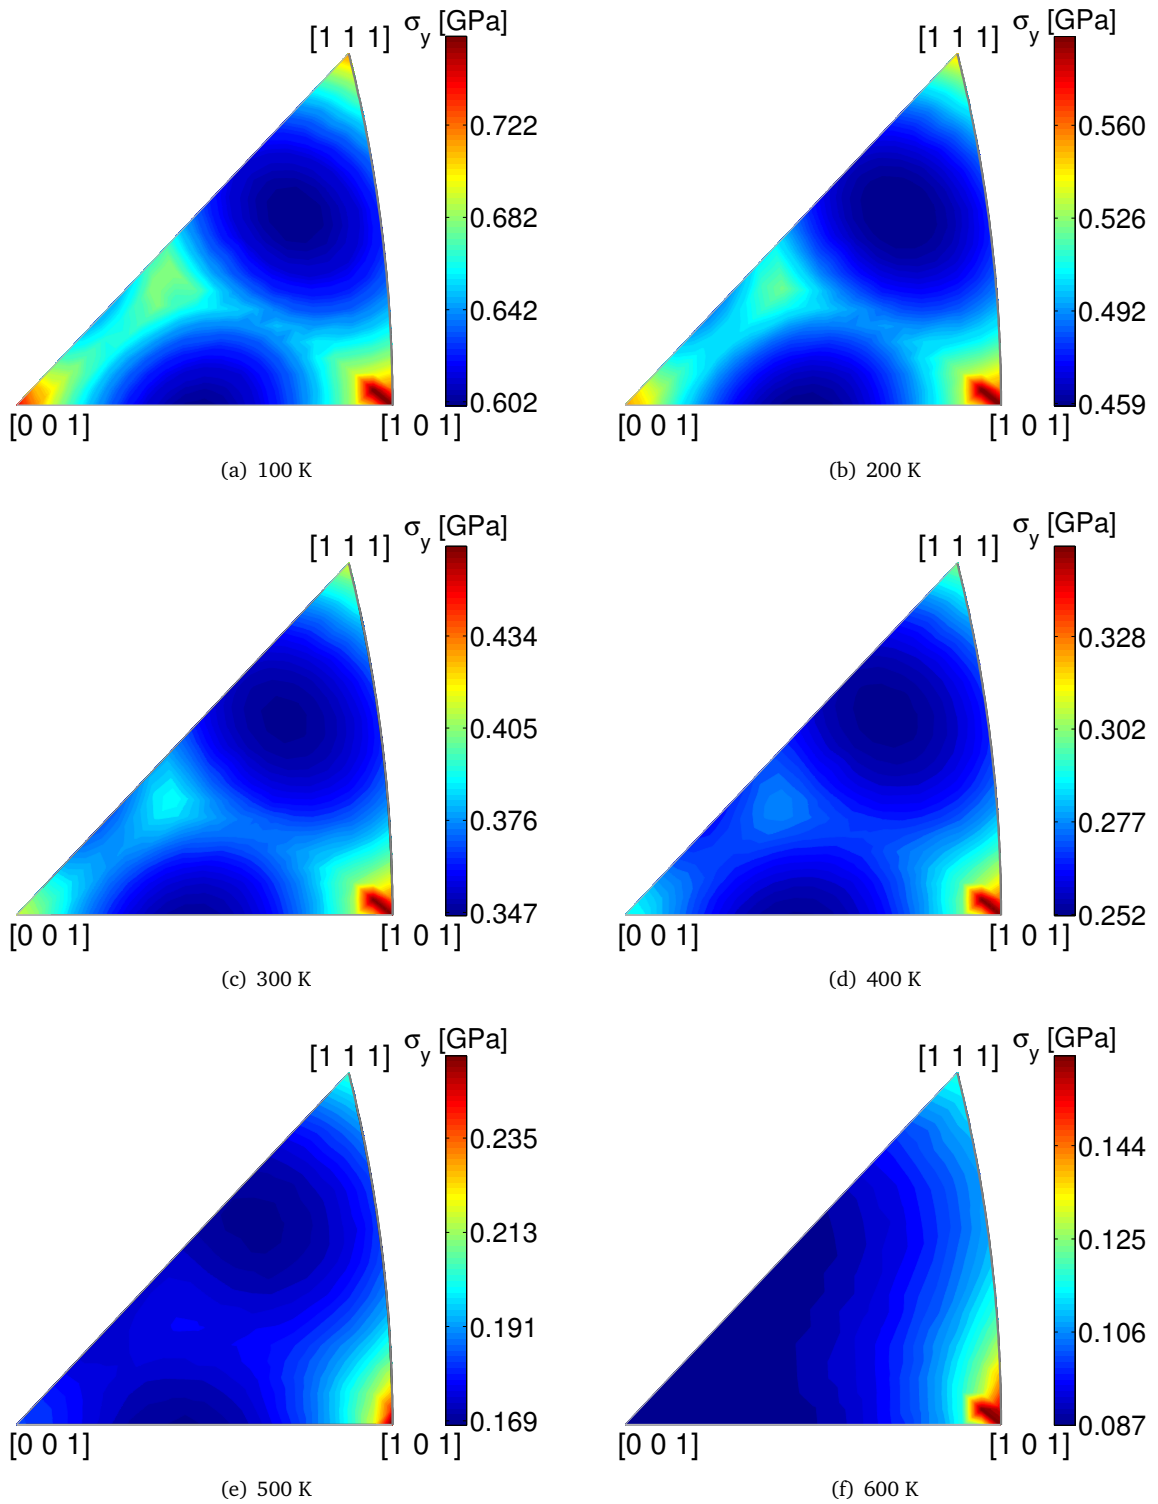 [1 1 1] σy [GPa]
0.722
0.682
0.642
0.602
[0 0 1] [1 0 1]
(a) 100 K
[1 1 1] σy [GPa]
0.560
0.526
0.492
0.459
[0 0 1] [1 0 1]
(b) 200 K
[1 1 1] σy [GPa]
0.434
0.405
0.376
0.347
[0 0 1] [1 0 1]
(c) 300 K
[1 1 1] σy [GPa]
0.328
0.302
0.277
0.252
[0 0 1] [1 0 1]
(d) 400 K
[1 1 1] σy [GPa]
0.235
0.213
0.191
0.169
[0 0 1] [1 0 1]
(e) 500 K
[1 1 1] σy [GPa]
0.144
0.125
0.106
0.087
[0 0 1] [1 0 1]
(f) 600 K